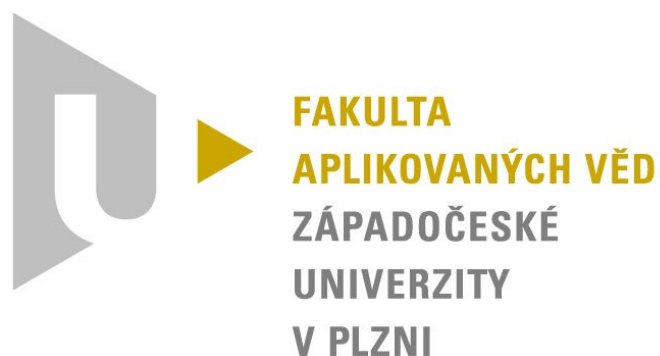 FAKULTA
APLIKOVANÝCH VĚD
ZÁPADOČESKÉ
UNIVERZITY
V PLZNI